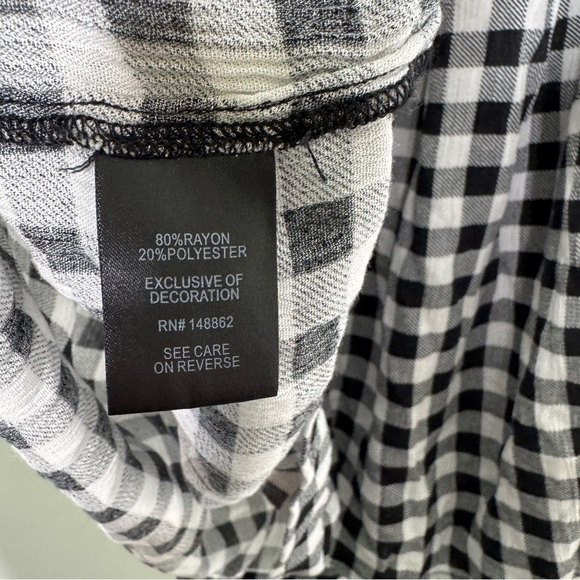 80%RAYON
20%POLYESTER
EXCLUSIVE OF
DECORATION
RN# 148862
SEE CARE
ON REVERSE